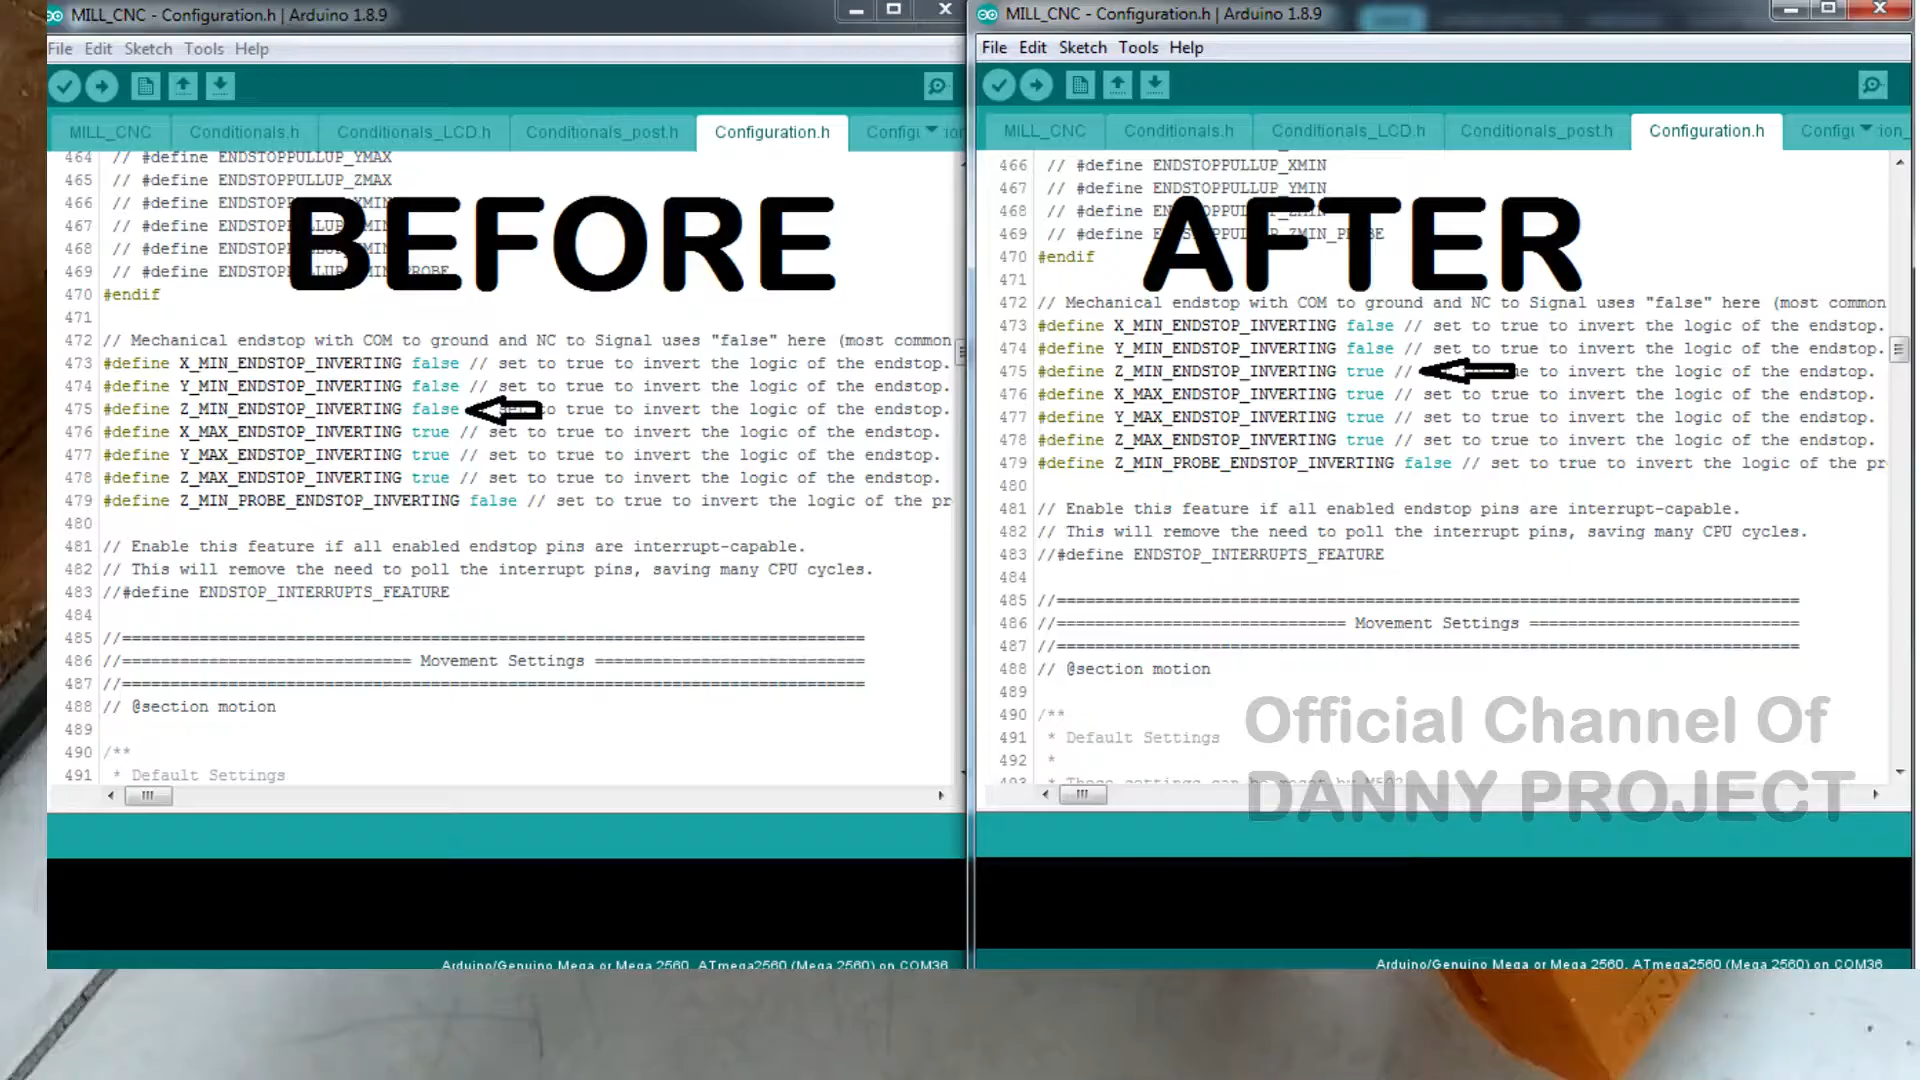 MILL_CNC - Configuration.h | Arduino 1.8.9
File Edit Sketch Tools Help
MILL_CNC Conditionals.h Conditionals_LCD.h Conditionals_post.h Configuration.h
464 // #define ENDSTOPPULLUP_YMAX
465 // #define ENDSTOPPULLUP_ZMAX
466 // #define
467 // #define
468 // #define
469 // #define
470 #endif
471
BEFORE
472 // Mechanical endstop with COM to ground and NC to Signal uses "false" here (most common
473 #define X_MIN_ENDSTOP_INVERTING false // set to true to invert the logic of the endstop.
474 #define Y_MIN_ENDSTOP_INVERTING false // set to true to invert the logic of the endstop.
475 #define Z_MIN_ENDSTOP_INVERTING false to true to invert the logic of the endstop.
476 #define X_MAX_ENDSTOP_INVERTING true // set to true to invert the logic of the endstop.
477 #define Y_MAX_ENDSTOP_INVERTING true // set to true to invert the logic of the endstop.
478 #define Z_MAX_ENDSTOP_INVERTING true // set to true to invert the logic of the endstop.
479 #define Z_MIN_PROBE_ENDSTOP_INVERTING false // set to true to invert the logic of the pr
480
481 // Enable this feature if all enabled endstop pins are interrupt-capable.
482 // This will remove the need to poll the interrupt pins, saving many CPU cycles.
483 //#define ENDSTOP_INTERRUPTS_FEATURE
484
485 //=============================================================================
486 //============================== Movement Settings ============================
487 //=============================================================================
488 // @section motion
489
490 /**
491 * Default Settings
Arduino/Genuino Mega or Mega 2560, ATmega2560 (Mega 2560) on COM36
MILL_CNC - Configuration.h | Arduino 1.8.9
File Edit Sketch Tools Help
MILL_CNC Conditionals.h Conditionals_LCD.h Conditionals_post.h Configuration.h
466 // #define ENDSTOPPULLUP_XMIN
467 // #define ENDSTOPPULLUP_YMIN
468 // #define
469 // #define
470 #endif
471
AFTER
472 // Mechanical endstop with COM to ground and NC to Signal uses "false" here (most common
473 #define X_MIN_ENDSTOP_INVERTING false // set to true to invert the logic of the endstop.
474 #define Y_MIN_ENDSTOP_INVERTING false // set to true to invert the logic of the endstop.
475 #define Z_MIN_ENDSTOP_INVERTING true // to invert the logic of the endstop.
476 #define X_MAX_ENDSTOP_INVERTING true // set to true to invert the logic of the endstop.
477 #define Y_MAX_ENDSTOP_INVERTING true // set to true to invert the logic of the endstop.
478 #define Z_MAX_ENDSTOP_INVERTING true // set to true to invert the logic of the endstop.
479 #define Z_MIN_PROBE_ENDSTOP_INVERTING false // set to true to invert the logic of the pr
480
481 // Enable this feature if all enabled endstop pins are interrupt-capable.
482 // This will remove the need to poll the interrupt pins, saving many CPU cycles.
483 //#define ENDSTOP_INTERRUPTS_FEATURE
484
485 //=============================================================================
486 //============================== Movement Settings ============================
487 //=============================================================================
488 // @section motion
489
490 /**
491 * Default Settings
492 *
Official Channel Of
DANNY PROJECT
Arduino/Genuino Mega or Mega 2560, ATmega2560 (Mega 2560) on COM36